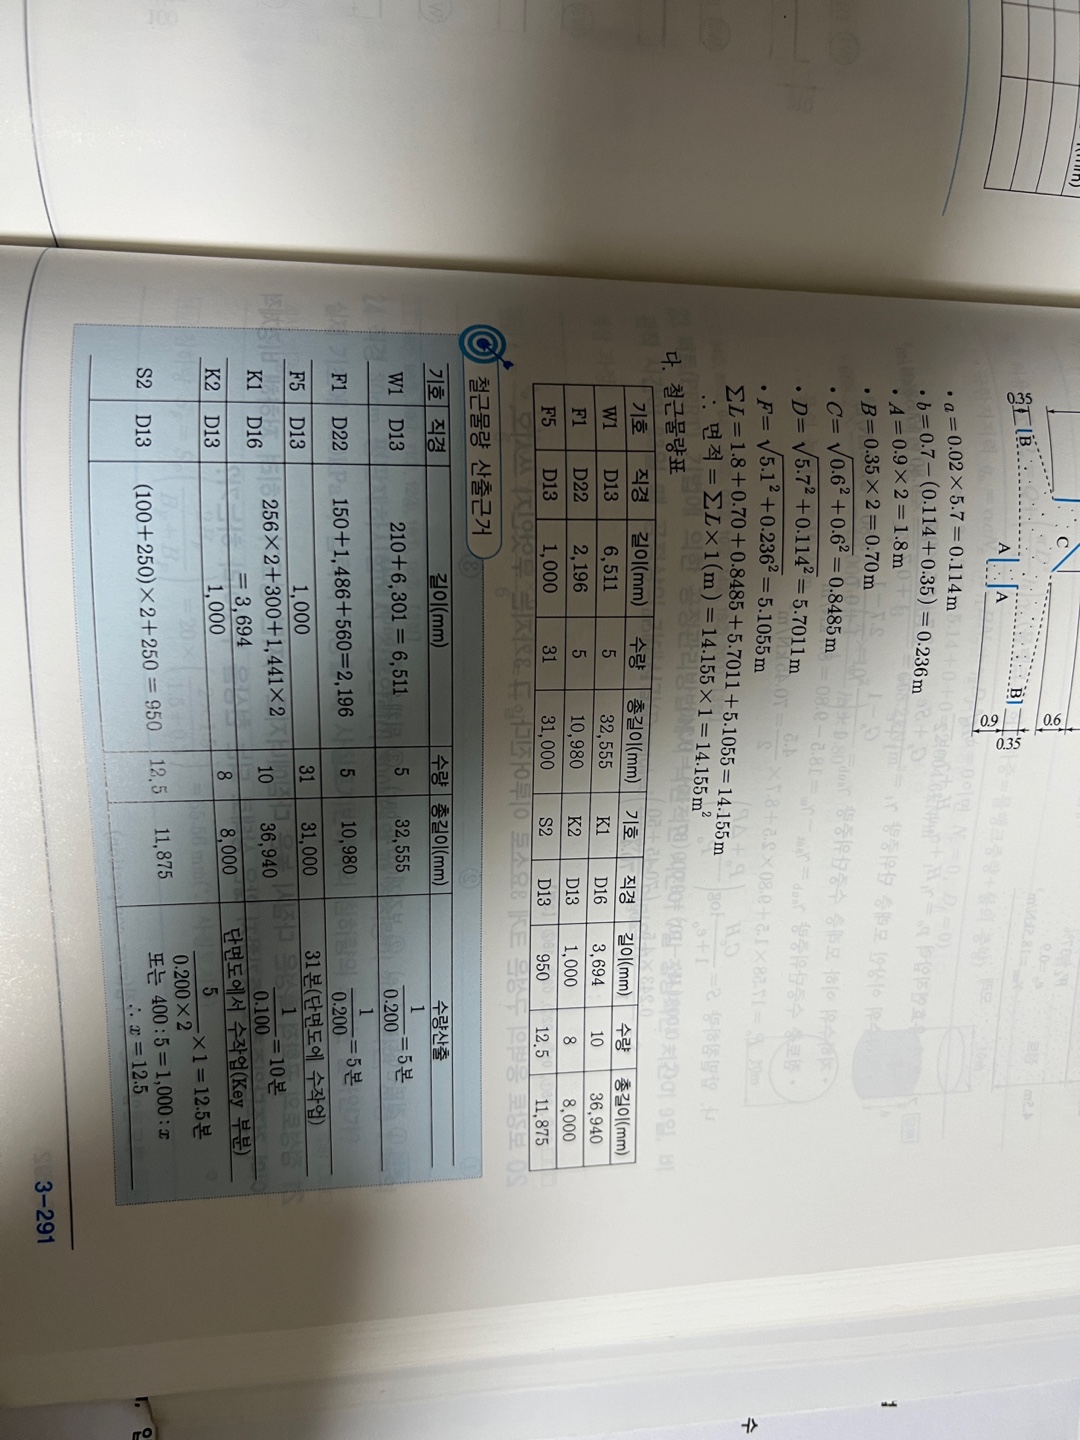 0.35
B
A
A
C
B
0.9
0.35
0.6
• a=0.02×5.7=0.114m
• b=0.7-(0.114+0.35)=0.236m
• A=0.9×2=1.8m
• B=0.35×2=0.70m
• C=√0.6²+0.6²=0.8485m
• D=√5.7²+0.114²=5.7011m
• F=√5.1²+0.236²=5.1055m
ΣL=1.8+0.70+0.8485+5.7011+5.1055=14.155m
∴ 면적=ΣL×1(m)=14.155×1=14.155m²
다. 철근물량표
기호 직경 길이(mm) 수량 총길이(mm) 기호 직경 길이(mm) 수량 총길이(mm)
W1 D13 6,511 5 32,555 K1 D16 3,694 10 36,940
F1 D22 2,196 5 10,980 K2 D13 1,000 8 8,000
F5 D13 1,000 31 31,000 S2 D13 950 12.5 11,875
철근물량 산출근거
기호 직경 길이(mm) 수량 총길이(mm) 수량산출
W1 D13 210+6,301=6,511 5 32,555 1/0.200=5본
F1 D22 150+1,486+560=2,196 5 10,980 1/0.200=5본
F5 D13 1,000 31 31,000 31본(단면도에 수작업)
K1 D16 256×2+300+1,441×2 10 36,940 1/0.100=10본
=3,694
K2 D13 1,000 8 8,000 단면도에서 수작업(Key 부분)
S2 D13 (100+250)×2+250=950 12.5 11,875 5/0.200×2×1=12.5본
또는 400:5=1,000:x
∴ x=12.5
3-291
수